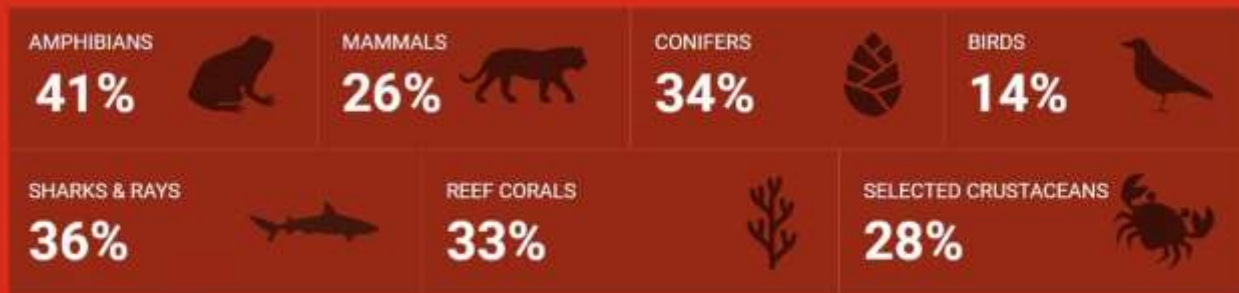 AMPHIBIANS
41%
MAMMALS
26%
CONIFERS
34%
BIRDS
14%
SHARKS & RAYS
36%
REEF CORALS
33%
SELECTED CRUSTACEANS
28%